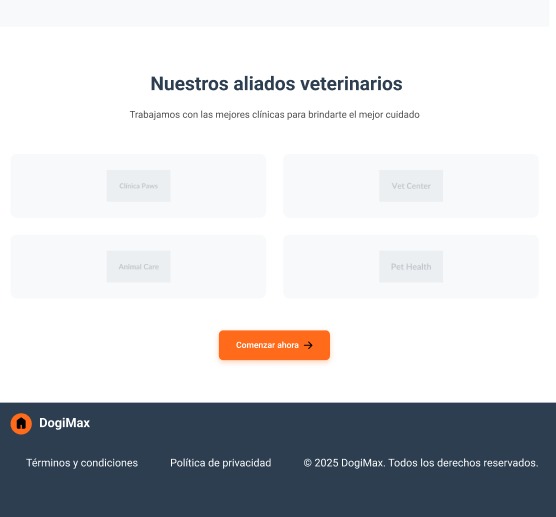 Nuestros aliados veterinarios
Trabajamos con las mejores clínicas para brindarte el mejor cuidado
Clínica Paws
Vet Center
Animal Care
Pet Health
Comenzar ahora
DogiMax
Términos y condiciones
Política de privacidad
© 2025 DogiMax. Todos los derechos reservados.